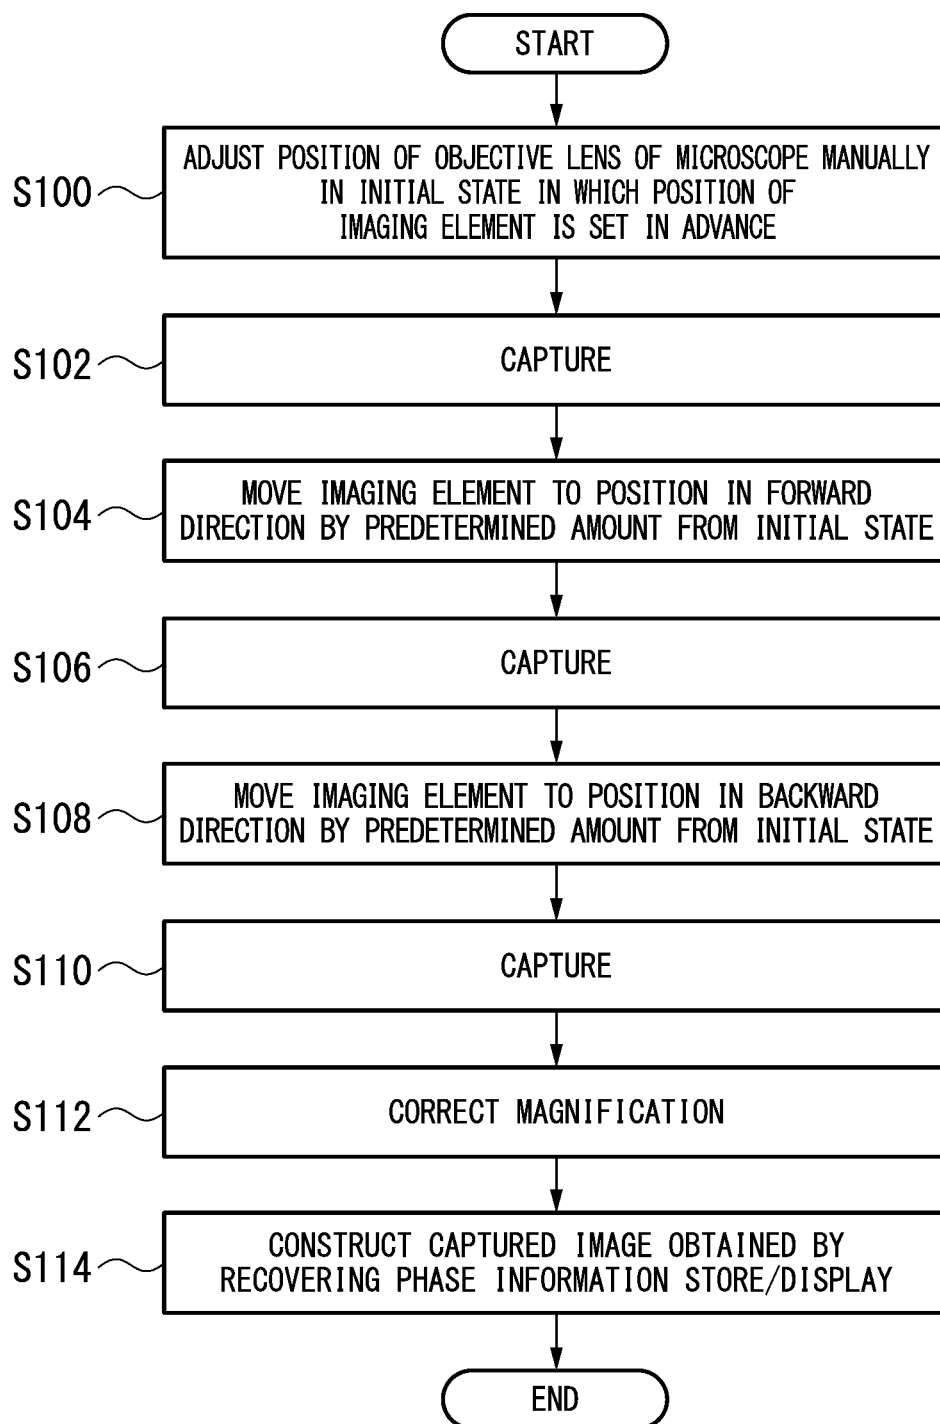 START
S100
ADJUST POSITION OF OBJECTIVE LENS OF MICROSCOPE MANUALLY
IN INITIAL STATE IN WHICH POSITION OF
IMAGING ELEMENT IS SET IN ADVANCE
S102
CAPTURE
S104
MOVE IMAGING ELEMENT TO POSITION IN FORWARD
DIRECTION BY PREDETERMINED AMOUNT FROM INITIAL STATE
S106
CAPTURE
S108
MOVE IMAGING ELEMENT TO POSITION IN BACKWARD
DIRECTION BY PREDETERMINED AMOUNT FROM INITIAL STATE
S110
CAPTURE
S112
CORRECT MAGNIFICATION
S114
CONSTRUCT CAPTURED IMAGE OBTAINED BY
RECOVERING PHASE INFORMATION STORE/DISPLAY
END